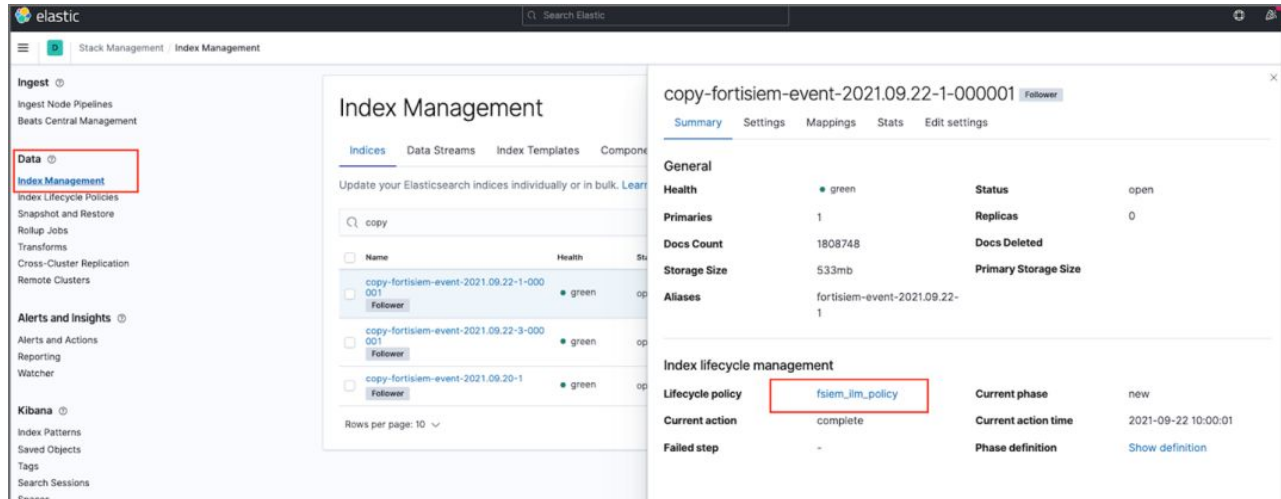 elastic
Search Elastic
D Stack Management / Index Management
Ingest
Ingest Node Pipelines
Beats Central Management
Data
Index Management
Index Lifecycle Policies
Snapshot and Restore
Rollup Jobs
Transforms
Cross-Cluster Replication
Remote Clusters
Alerts and Insights
Alerts and Actions
Reporting
Watcher
Kibana
Index Patterns
Saved Objects
Tags
Search Sessions
Index Management
Indices Data Streams Index Templates Compone
Update your Elasticsearch indices individually or in bulk. Learn
copy
Name Health Sta
copy-fortisiem-event-2021.09.22-1-000
001 green op
Follower
copy-fortisiem-event-2021.09.22-3-000
001 green op
Follower
copy-fortisiem-event-2021.09.20-1 green op
Follower
Rows per page: 10
copy-fortisiem-event-2021.09.22-1-000001 Follower
Summary Settings Mappings Stats Edit settings
General
Health green Status open
Primaries 1 Replicas 0
Docs Count 1808748 Docs Deleted
Storage Size 533mb Primary Storage Size
Aliases fortisiem-event-2021.09.22-
1
Index lifecycle management
Lifecycle policy fsiem_ilm_policy Current phase new
Current action complete Current action time 2021-09-22 10:00:01
Failed step - Phase definition Show definition